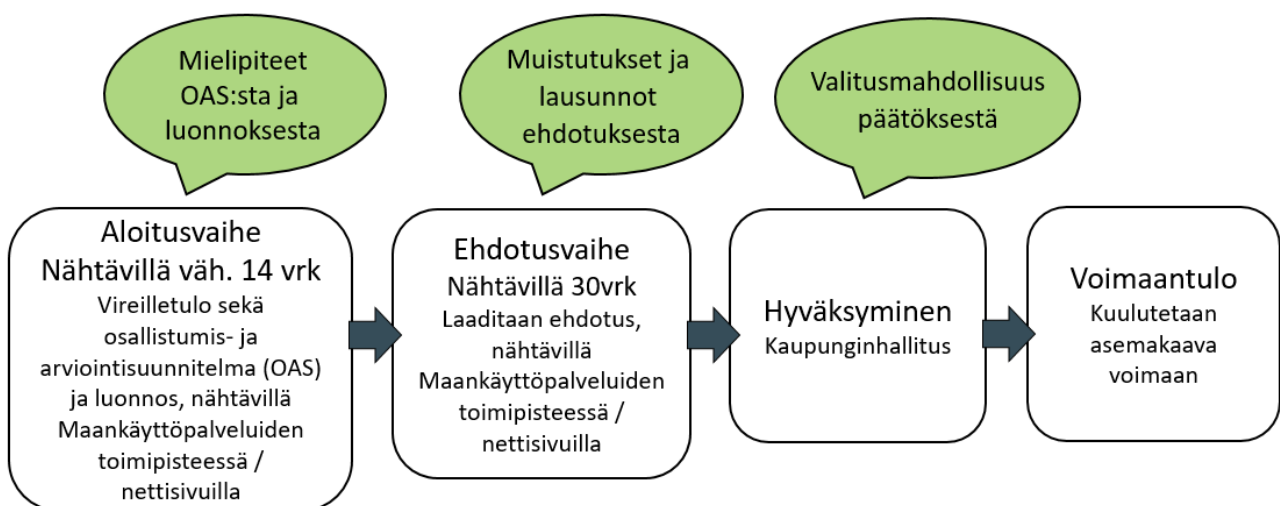 Mielipiteet
OAS:sta ja
luonnoksesta
Muistutukset ja
lausunnot
ehdotuksesta
Valitusmahdollisuus
päätöksestä
Aloitusvaihe
Nähtävillä väh. 14 vrk
Vireilletulo sekä
osallistumis- ja
arviointisuunnitelma (OAS)
ja luonnos, nähtävillä
Maankäyttöpalveluiden
toimipisteessä /
nettisivuilla
Ehdotusvaihe
Nähtävillä 30vrk
Laaditaan ehdotus,
nähtävillä
Maankäyttöpalveluiden
toimipisteessä /
nettisivuilla
Hyväksyminen
Kaupunginhallitus
Voimaantulo
Kuulutetaan
asemakaava
voimaan